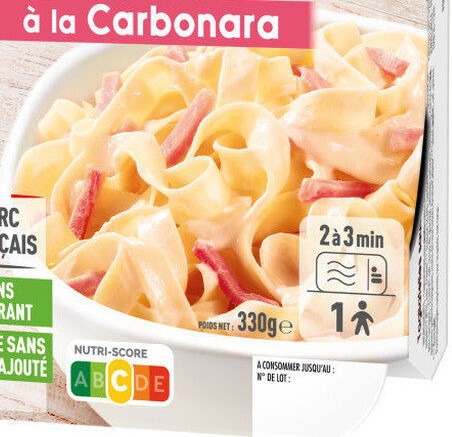 à la Carbonara
RC
ÇAIS
NS
RANT
E SANS
AJOUTÉ
2 à 3 min
1
POIDS NET : 330g e
NUTRI-SCORE
A B C D E
A CONSOMMER JUSQU'AU :
N° DE LOT :